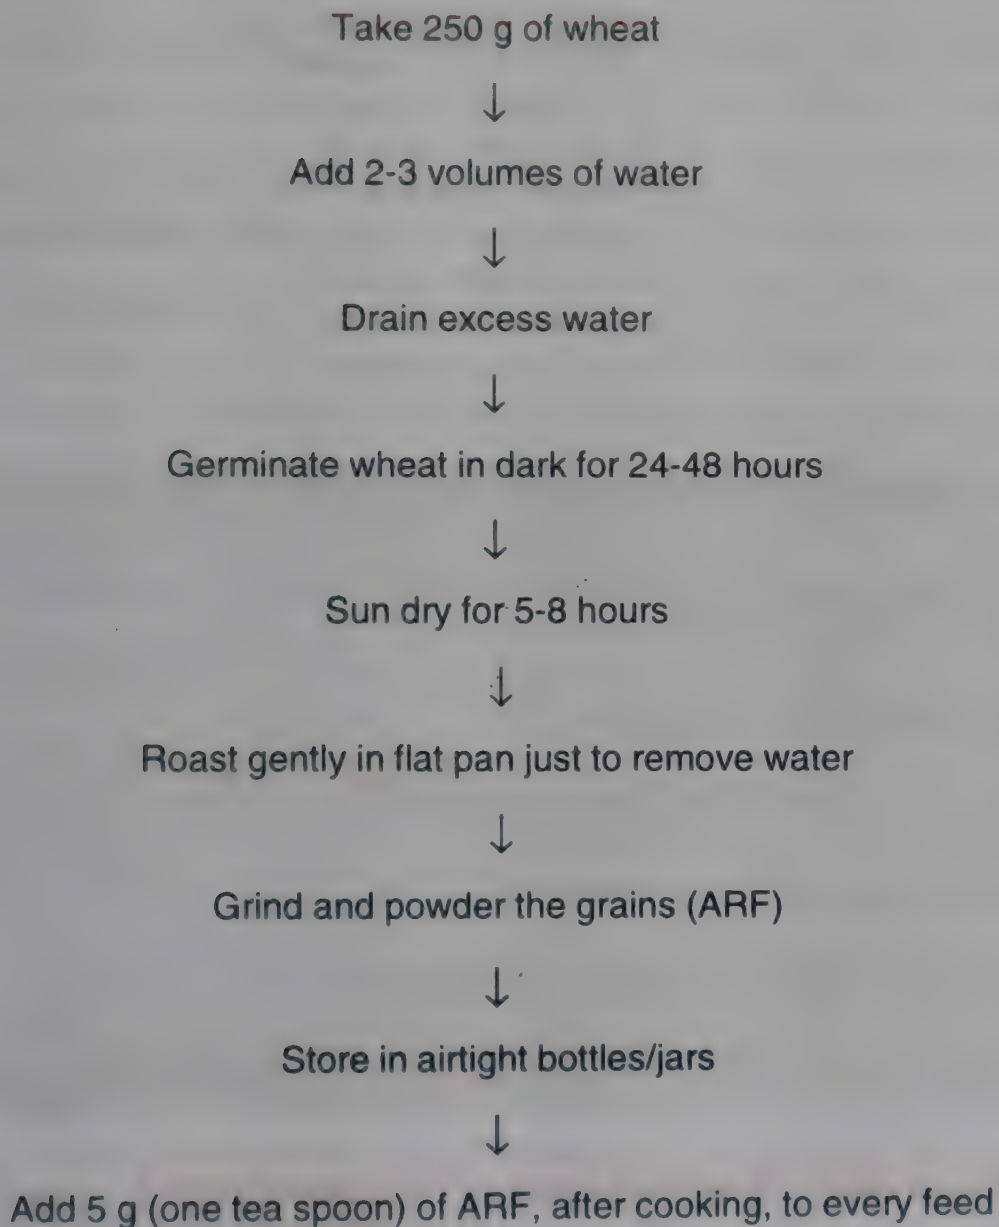 Take 250 g of wheat
↓
Add 2-3 volumes of water
↓
Drain excess water
↓
Germinate wheat in dark for 24-48 hours
↓
Sun dry for 5-8 hours
↓
Roast gently in flat pan just to remove water
↓
Grind and powder the grains (ARF)
↓
Store in airtight bottles/jars
↓
Add 5 g (one tea spoon) of ARF, after cooking, to every feed